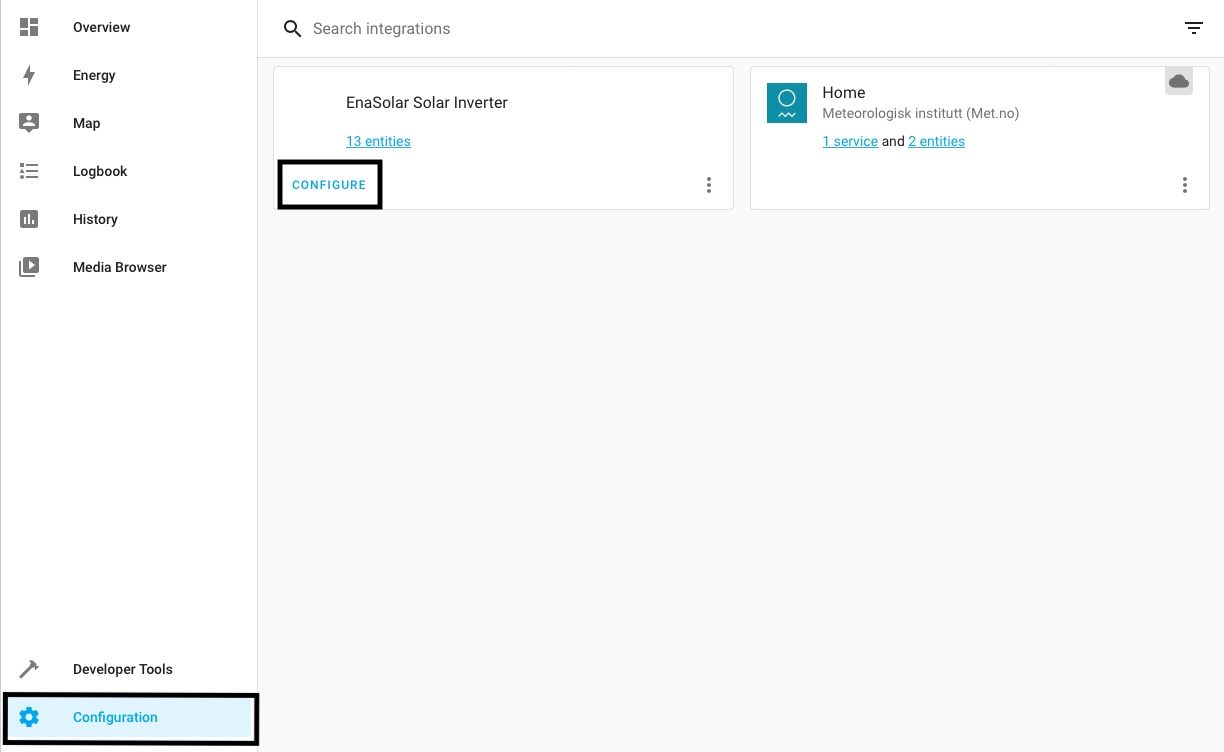 Overview
Energy
Map
Logbook
History
Media Browser
Developer Tools
Configuration
Search integrations
EnaSolar Solar Inverter
13 entities
CONFIGURE
Home
Meteorologisk institutt (Met.no)
1 service and 2 entities